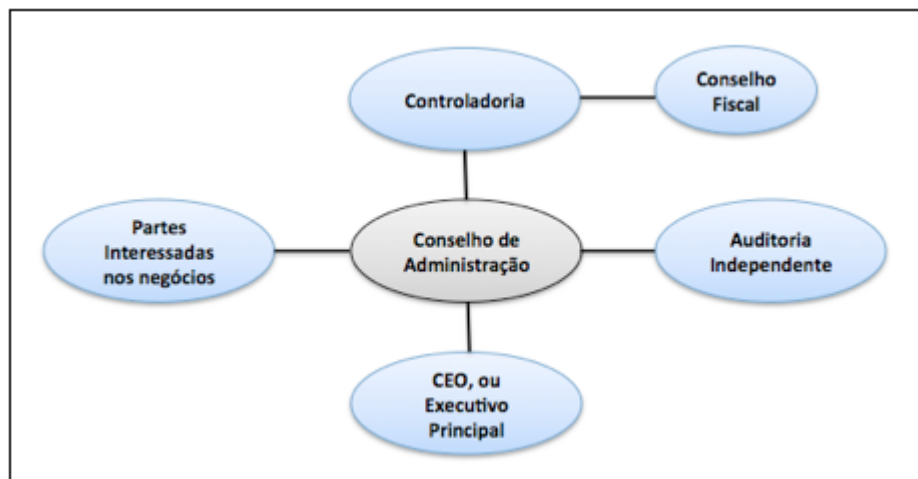 Controladoria
Conselho
Fiscal
Partes
Interessadas
nos negócios
Conselho de
Administração
Auditoria
Independente
CEO, ou
Executivo
Principal